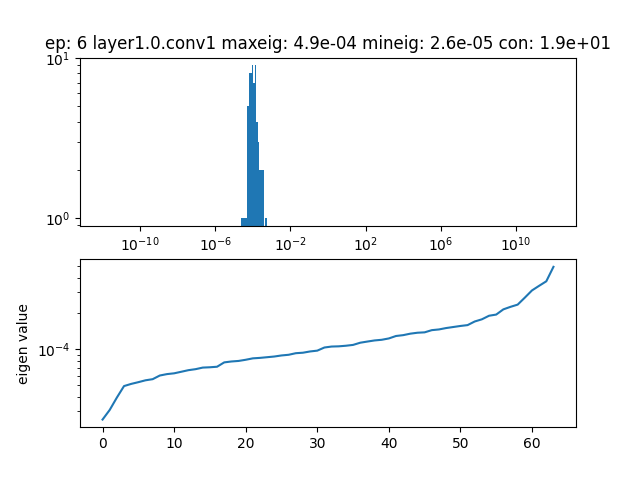 ep: 6 layer1.0.conv1 maxeig: 4.9e-04 mineig: 2.6e-05 con: 1.9e+01
10¹
10⁰
10⁻¹⁰ 10⁻⁶ 10⁻² 10² 10⁶ 10¹⁰
eigen value
10⁻⁴
0 10 20 30 40 50 60